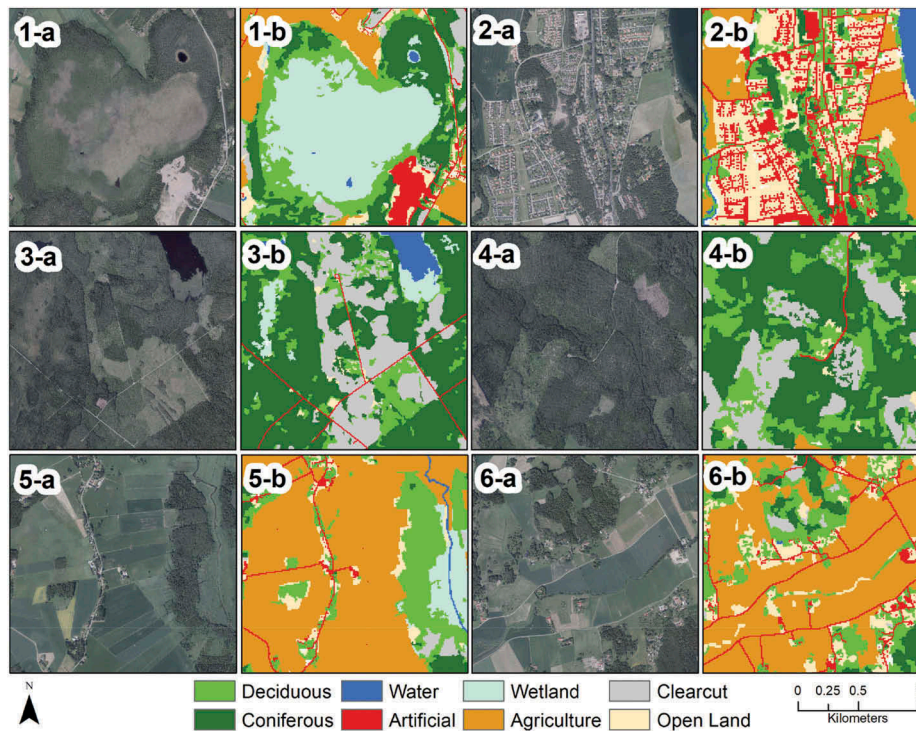 1-a
1-b
2-a
2-b
3-a
3-b
4-a
4-b
5-a
5-b
6-a
6-b
N
Deciduous Water Wetland Clearcut
Coniferous Artificial Agriculture Open Land
0 0.25 0.5
Kilometers